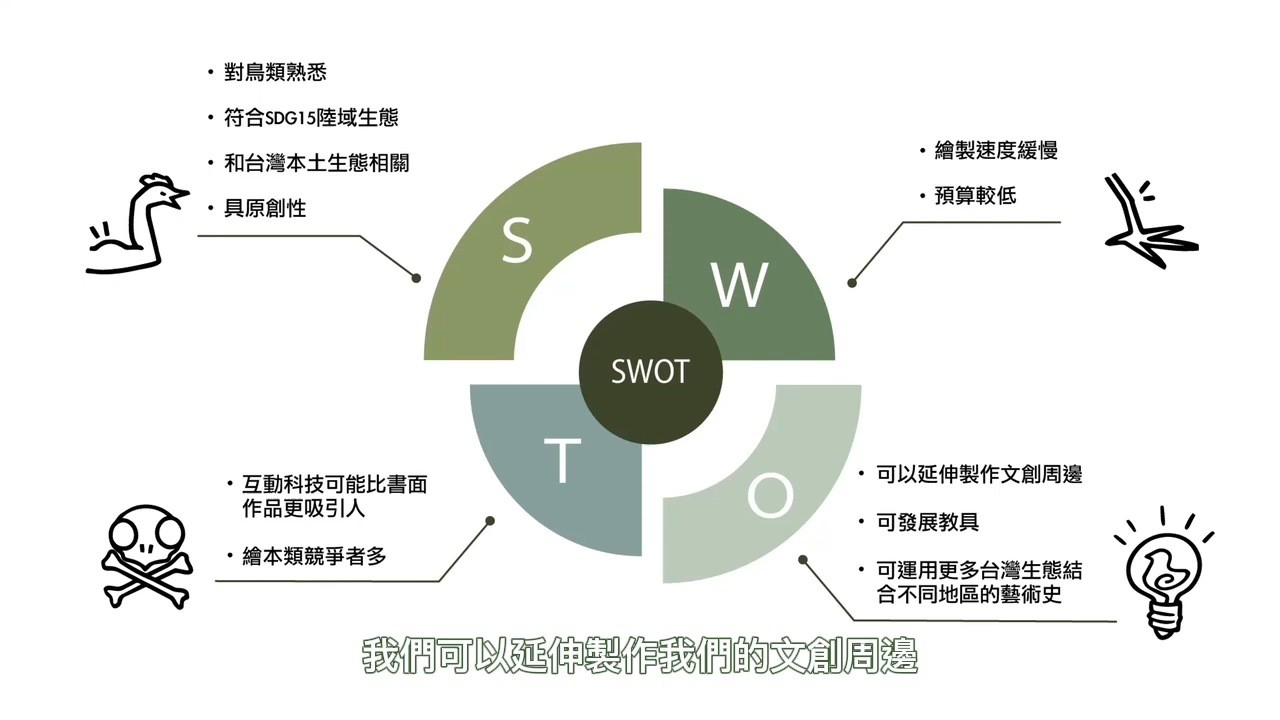 • 對鳥類熟悉
• 符合SDG15陸域生態
• 和台灣本土生態相關
• 具原創性
• 繪製速度緩慢
• 預算較低
S
W
SWOT
T
O
• 互動科技可能比書面
作品更吸引人
• 繪本類競爭者多
• 可以延伸製作文創周邊
• 可發展教具
• 可運用更多台灣生態結
合不同地區的藝術史
我們可以延伸製作我們的文創周邊